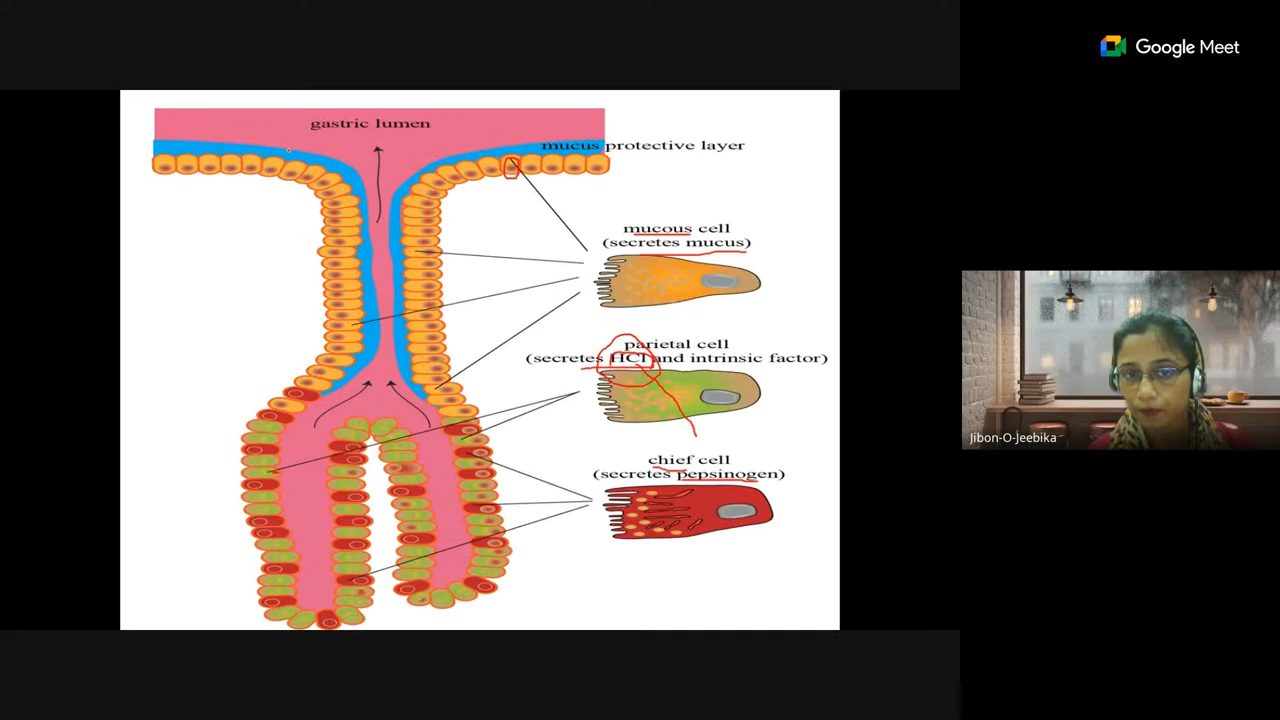 Google Meet
gastric lumen
mucus protective layer
mucous cell
(secretes mucus)
parietal cell
(secretes HCl and intrinsic factor)
chief cell
(secretes pepsinogen)
Jibon-O-Jeebika